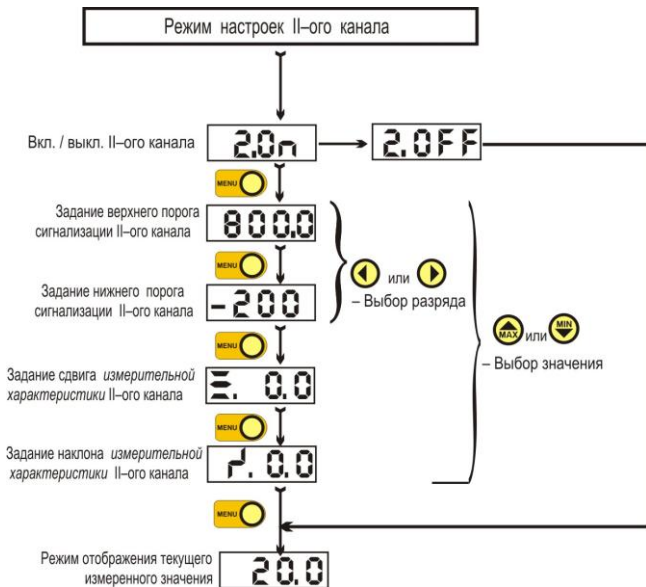 Режим настроек II–ого канала
Вкл. / выкл. II–ого канала
2.0n
2.0FF
MENU
Задание верхнего порога
сигнализации II–ого канала
800.0
MENU
или
– Выбор разряда
Задание нижнего порога
сигнализации II–ого канала
-200
MAX
или
MIN
– Выбор значения
MENU
Задание сдвига измерительной
характеристики II–ого канала
0.0
MENU
Задание наклона измерительной
характеристики II–ого канала
0.0
MENU
Режим отображения текущего
измеренного значения
20.0